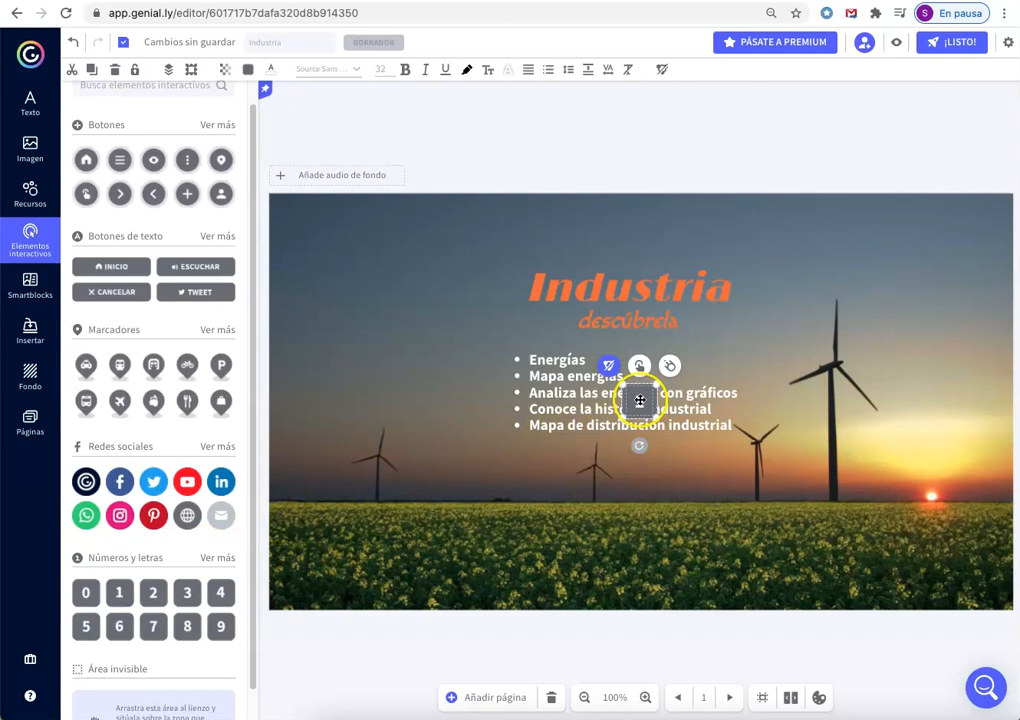 app.genial.ly/editor/601717b7dafa320d8b914350
S
En pausa
Cambios sin guardar
Industria
BORRADOR
PÁSATE A PREMIUM
¡LISTO!
Source Sans ...
32
Busca elementos interactivos
Texto
Imagen
Recursos
Elementos
interactivos
Smartblocks
Insertar
Fondo
Páginas
Botones
Ver más
Botones de texto
Ver más
INICIO
ESCUCHAR
CANCELAR
TWEET
Marcadores
Ver más
Redes sociales
Ver más
Números y letras
Ver más
0 1 2 3 4
5 6 7 8 9
Área invisible
Arrastra esta área al lienzo y
sitúala sobre la zona que
Añade audio de fondo
Industria
descúbrela
• Energías
• Mapa energías
• Analiza las con gráficos
• Conoce la industrial
• Mapa de distribución industrial
Añadir página
100%
1